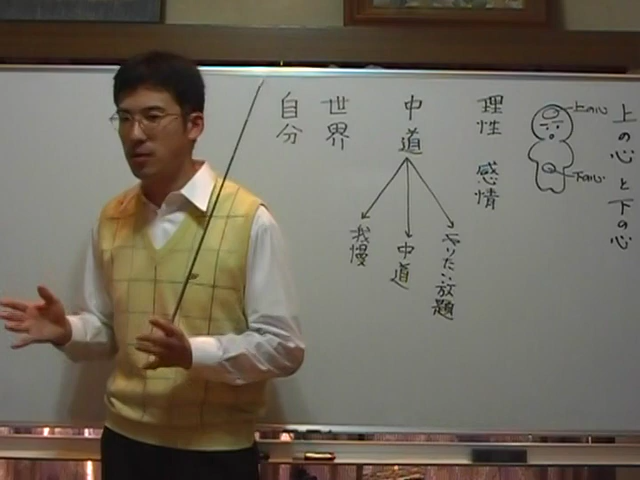 上の心と下の心
上の心
下の心
理性 感情
中道
やりたい放題
中道
我慢
世界
自分